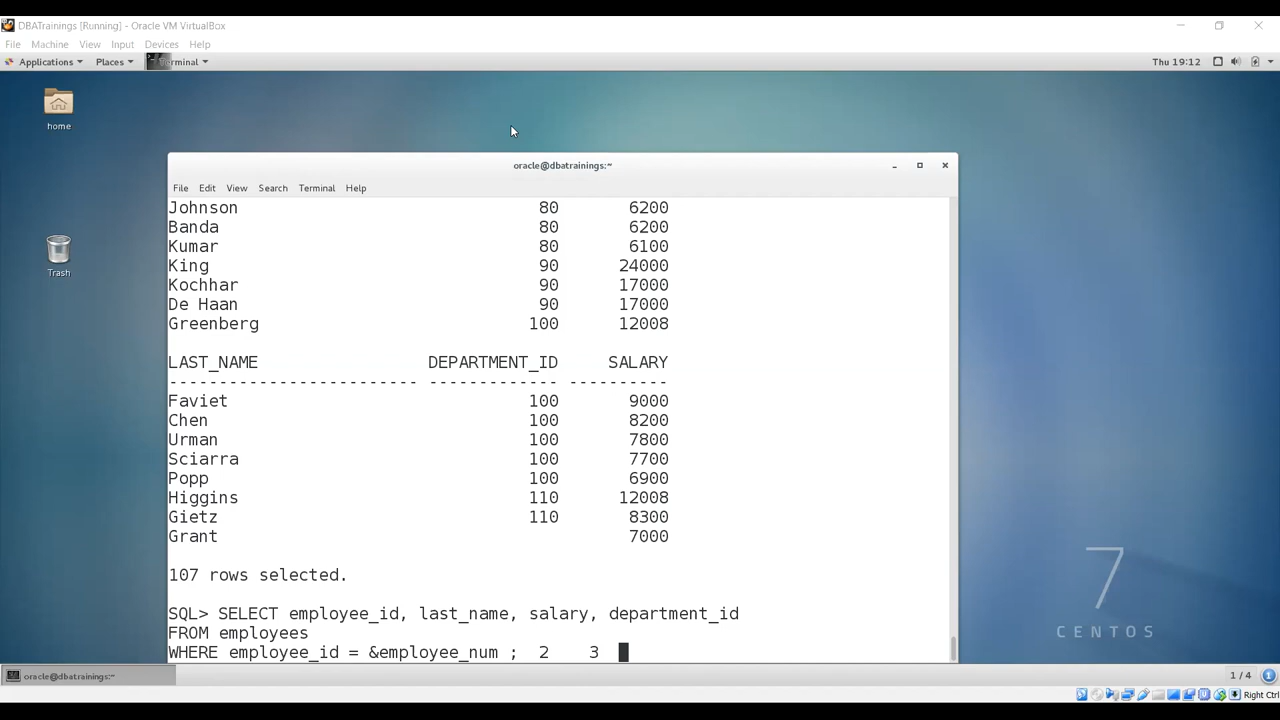 DBATrainings [Running] - Oracle VM VirtualBox
File Machine View Input Devices Help
Applications Places Terminal Thu 19:12
home
Trash
oracle@dbatrainings:~
File Edit View Search Terminal Help
Johnson 80 6200
Banda 80 6200
Kumar 80 6100
King 90 24000
Kochhar 90 17000
De Haan 90 17000
Greenberg 100 12008
LAST_NAME DEPARTMENT_ID SALARY
------------------------- ------------- ----------
Faviet 100 9000
Chen 100 8200
Urman 100 7800
Sciarra 100 7700
Popp 100 6900
Higgins 110 12008
Gietz 110 8300
Grant 7000
107 rows selected.
SQL> SELECT employee_id, last_name, salary, department_id
FROM employees
WHERE employee_id = &employee_num ; 2 3
7
CENTOS
oracle@dbatrainings:~ 1 / 4
Right Ctrl